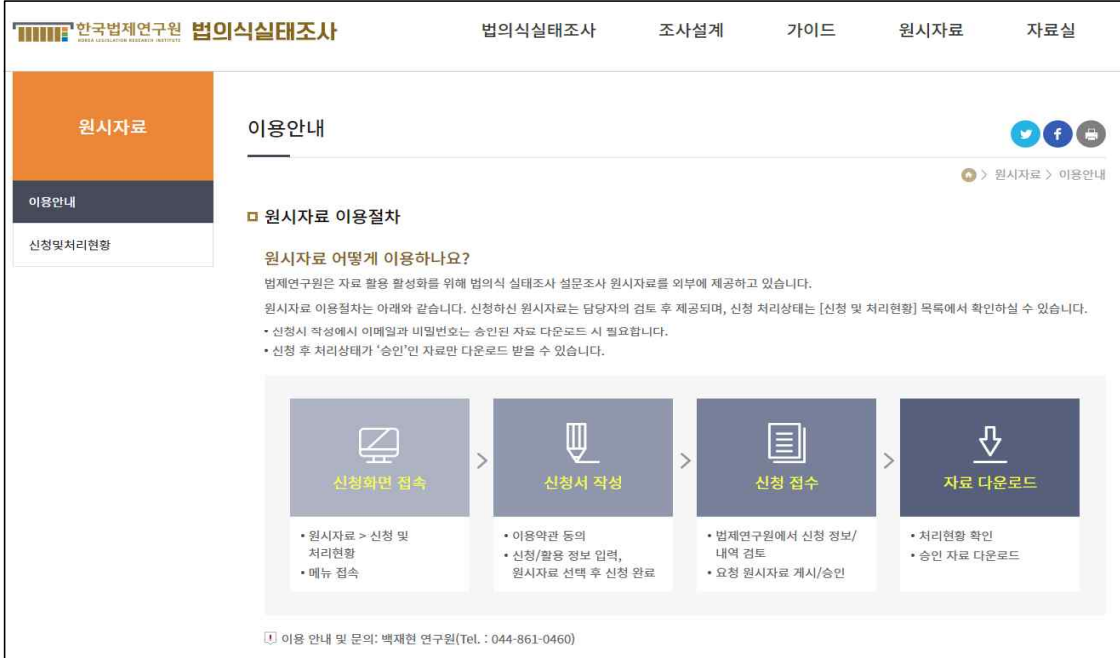 한국법제연구원 법의식실태조사
KOREA LEGISLATION RESEARCH INSTITUTE
법의식실태조사 조사설계 가이드 원시자료 자료실
원시자료
이용안내
신청및처리현황
이용안내
> 원시자료 > 이용안내
원시자료 이용절차
원시자료 어떻게 이용하나요?
법제연구원은 자료 활용 활성화를 위해 법의식 실태조사 설문조사 원시자료를 외부에 제공하고 있습니다.
원시자료 이용절차는 아래와 같습니다. 신청하신 원시자료는 담당자의 검토 후 제공되며, 신청 처리상태는 [신청 및 처리현황] 목록에서 확인하실 수 있습니다.
• 신청시 작성에서 이메일과 비밀번호는 승인된 자료 다운로드 시 필요합니다.
• 신청 후 처리상태가 '승인'인 자료만 다운로드 받을 수 있습니다.
신청화면 접속
• 원시자료 > 신청 및
처리현황
• 메뉴 접속
>
신청서 작성
• 이용약관 동의
• 신청/활용 정보 입력,
원시자료 선택 후 신청 완료
>
신청 접수
• 법제연구원에서 신청 정보/
내역 검토
• 요청 원시자료 게시/승인
>
자료 다운로드
• 처리현황 확인
• 승인 자료 다운로드
이용 안내 및 문의: 백재현 연구원(Tel. : 044-861-0460)